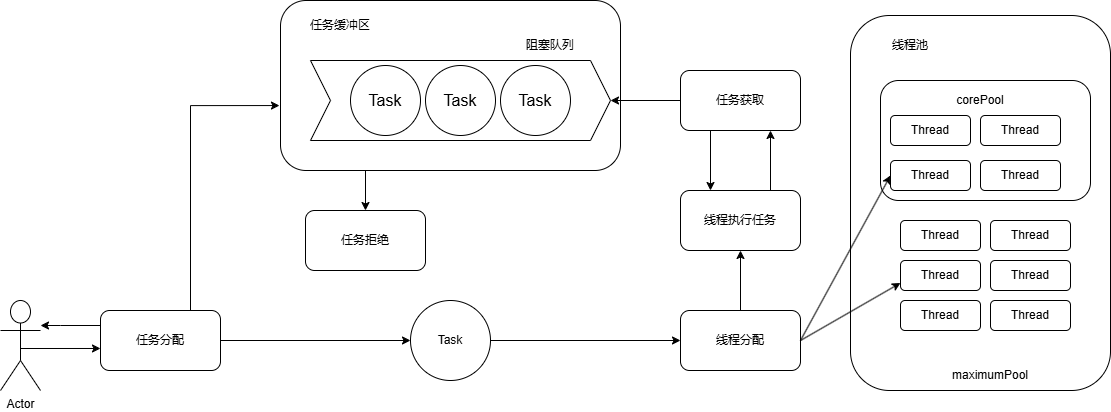 任务缓冲区
阻塞队列
Task
Task
Task
任务拒绝
任务获取
线程执行任务
Actor
任务分配
Task
线程分配
线程池
corePool
Thread
Thread
Thread
Thread
Thread
Thread
Thread
Thread
Thread
Thread
maximumPool